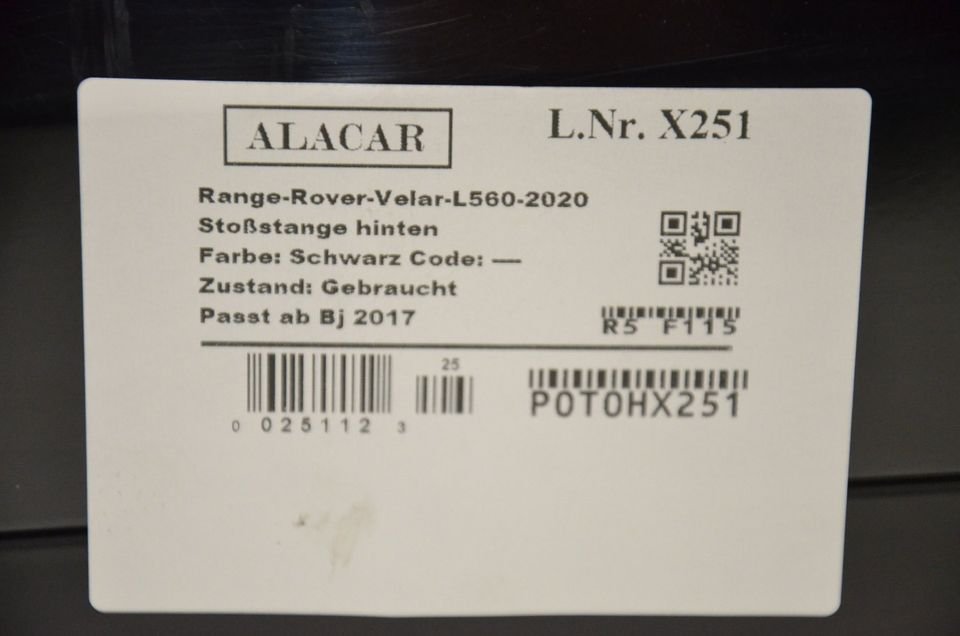 ALACAR
L.Nr. X251
Range-Rover-Velar-L560-2020
Stoßstange hinten
Farbe: Schwarz Code: ---
Zustand: Gebraucht
Passt ab Bj 2017
R5 F115
25
0 025112 3
POTOHX251